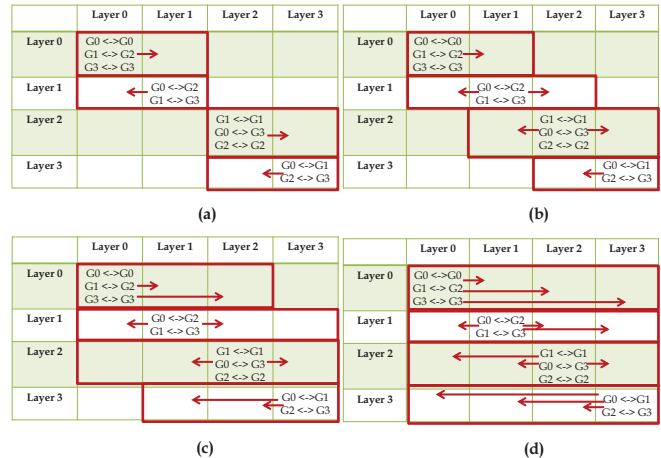 Layer 0 Layer 1 Layer 2 Layer 3
Layer 0
G0 <->G0
G1 <-> G2
G3 <-> G3
Layer 1
G0 <->G2
G1 <-> G3
Layer 2
G1 <->G1
G0 <-> G3
G2 <-> G2
Layer 3
G0 <->G1
G2 <-> G3
(a)
Layer 0 Layer 1 Layer 2 Layer 3
Layer 0
G0 <->G0
G1 <-> G2
G3 <-> G3
Layer 1
G0 <->G2
G1 <-> G3
Layer 2
G1 <->G1
G0 <-> G3
G2 <-> G2
Layer 3
G0 <->G1
G2 <-> G3
(b)
Layer 0 Layer 1 Layer 2 Layer 3
Layer 0
G0 <->G0
G1 <-> G2
G3 <-> G3
Layer 1
G0 <->G2
G1 <-> G3
Layer 2
G1 <->G1
G0 <-> G3
G2 <-> G2
Layer 3
G0 <->G1
G2 <-> G3
(c)
Layer 0 Layer 1 Layer 2 Layer 3
Layer 0
G0 <->G0
G1 <-> G2
G3 <-> G3
Layer 1
G0 <->G2
G1 <-> G3
Layer 2
G1 <->G1
G0 <-> G3
G2 <-> G2
Layer 3
G0 <->G1
G2 <-> G3
(d)